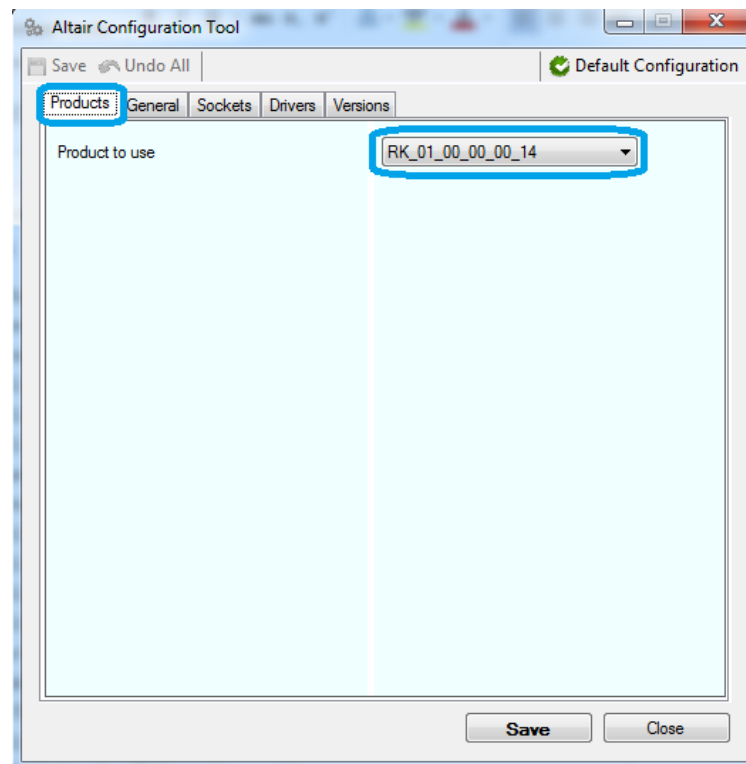 Altair Configuration Tool
Save Undo All Default Configuration
Products General Sockets Drivers Versions
Product to use RK_01_00_00_00_14
Save Close